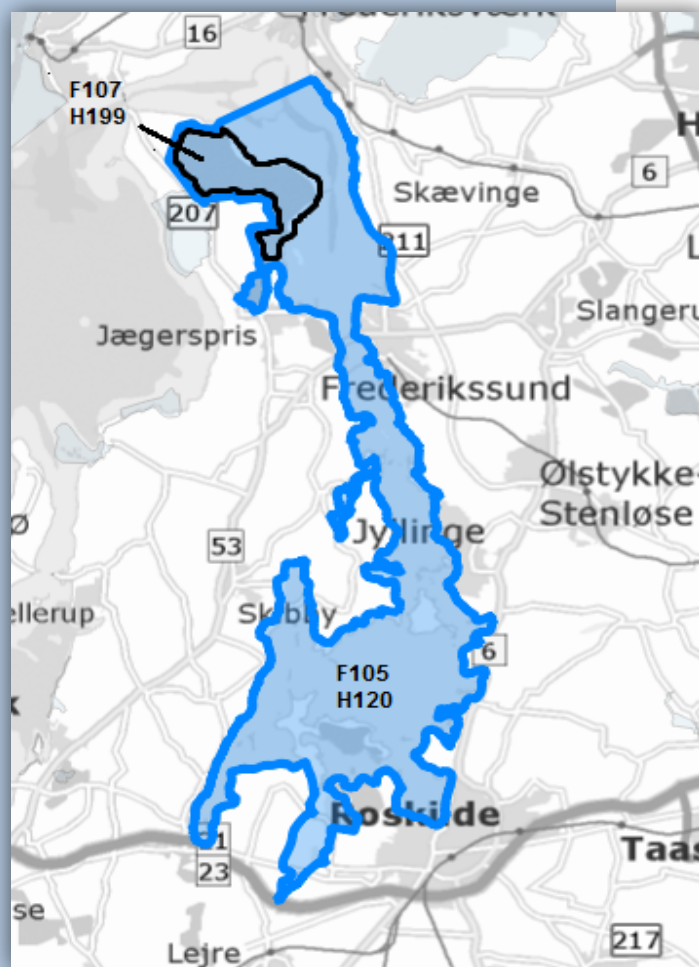 16
F107
H199
H
6
Skævinge
207
211
Slangeru
Jægerspris
Frederikssund
Ølstykke-
Stenløse
Ø
Jyllinge
53
ellerup
Skibby
6
F105
H120
k
Roskilde
23
Taas
se
217
Lejre